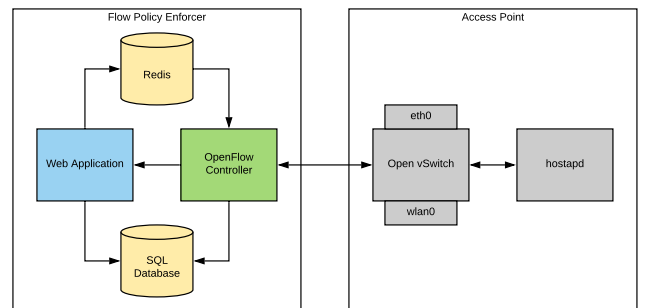 Flow Policy Enforcer
Access Point
Redis
eth0
Web Application
OpenFlow
Controller
Open vSwitch
hostapd
wlan0
SQL
Database